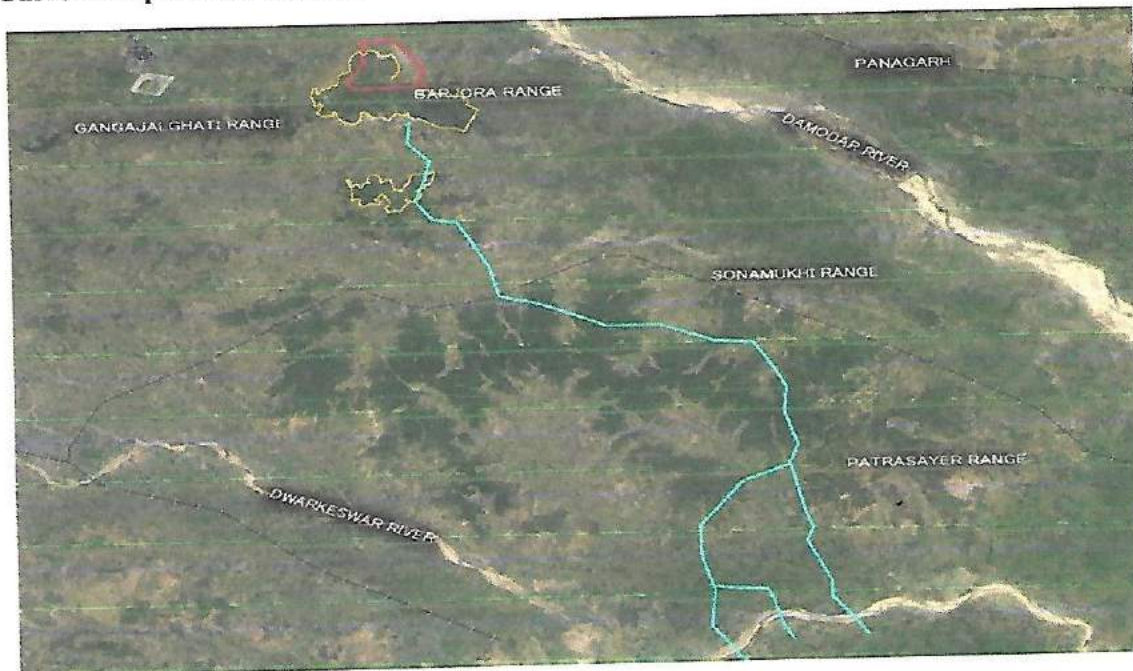 PANAGARH
BARJORA RANGE
GANGAJALGHATI RANGE
DAMODAR RIVER
SONAMUKHI RANGE
PATRASAYER RANGE
DWARKESWAR RIVER